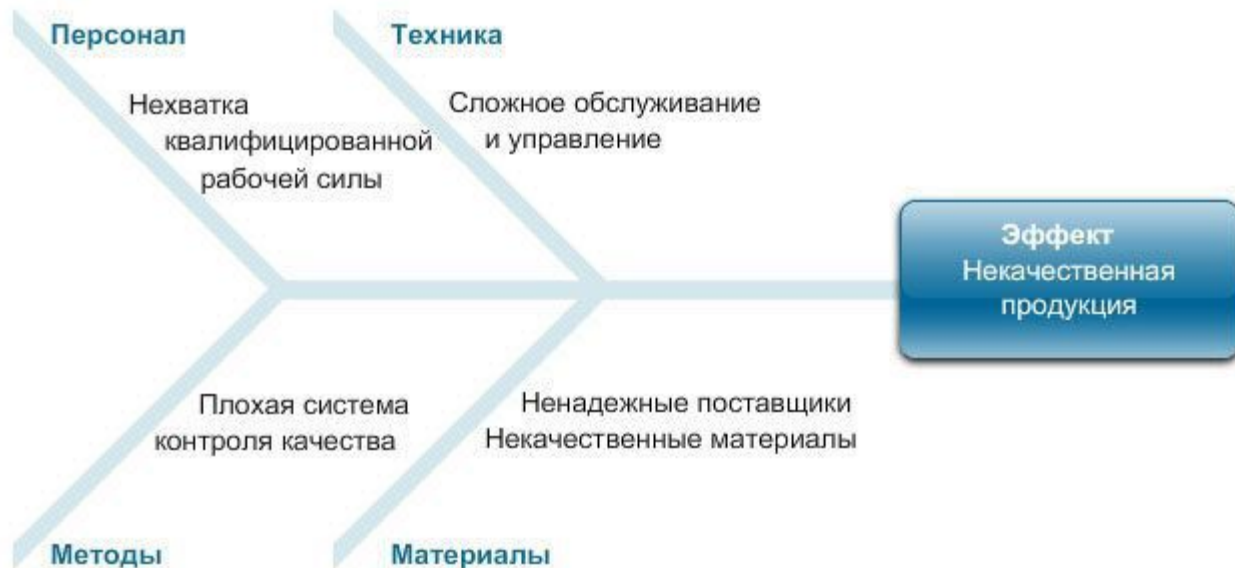 Персонал
Нехватка
квалифицированной
рабочей силы
Техника
Сложное обслуживание
и управление
Эффект
Некачественная
продукция
Плохая система
контроля качества
Методы
Ненадежные поставщики
Некачественные материалы
Материалы